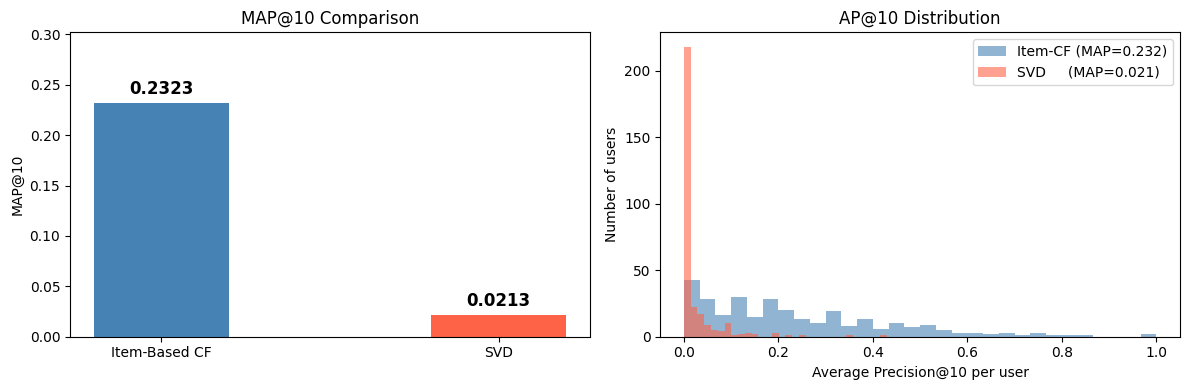 MAP@10 Comparison
0.30
0.25
0.20
0.15
0.10
0.05
0.00
MAP@10
0.2323
0.0213
Item-Based CF
SVD
AP@10 Distribution
200
150
100
50
0
Number of users
Item-CF (MAP=0.232)
SVD     (MAP=0.021)
0.0 0.2 0.4 0.6 0.8 1.0
Average Precision@10 per user